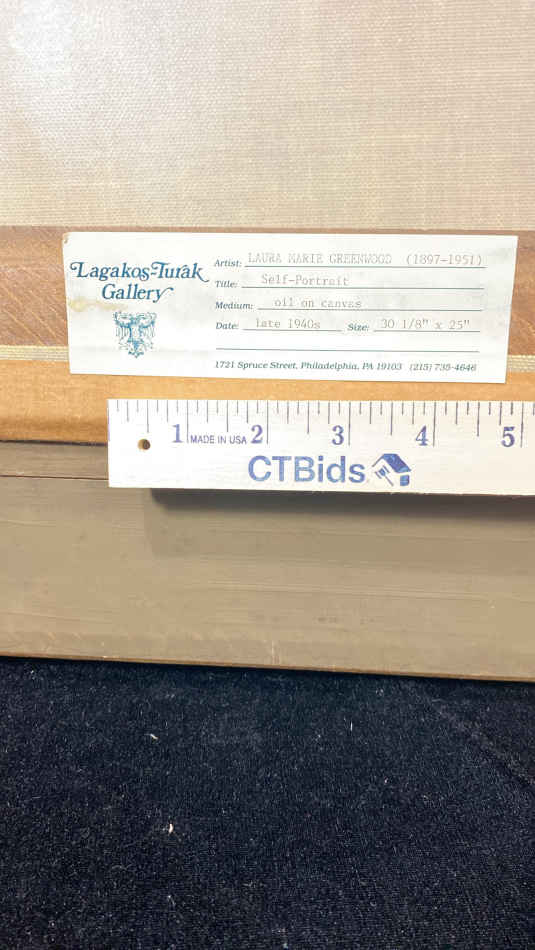 Lagakos-Turak
Gallery
Artist: LAURA MARIE GREENWOOD (1897-1951)
Title: Self-Portrait
Medium: oil on canvas
Date: late 1940s Size: 30 1/8" x 25"
1721 Spruce Street, Philadelphia, PA 19103 (215) 735-4646
1 MADE IN USA 2 3 4 5
CTBids